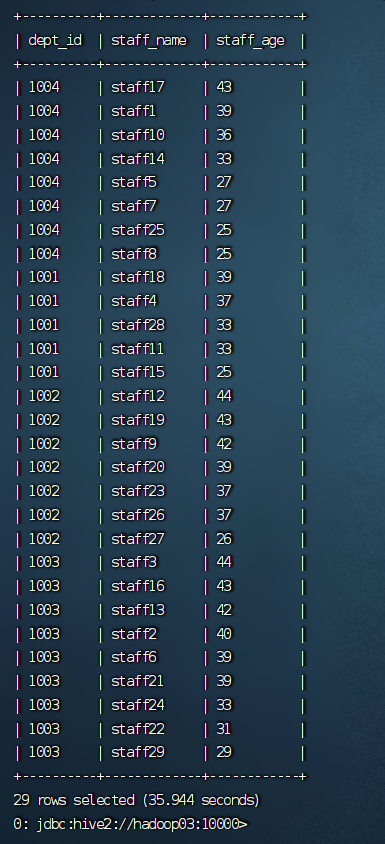 +----------+-------------+------------+
| dept_id | staff_name | staff_age |
+----------+-------------+------------+
| 1004 | staff17 | 43 |
| 1004 | staff1 | 39 |
| 1004 | staff10 | 36 |
| 1004 | staff14 | 33 |
| 1004 | staff5 | 27 |
| 1004 | staff7 | 27 |
| 1004 | staff25 | 25 |
| 1004 | staff8 | 25 |
| 1001 | staff18 | 39 |
| 1001 | staff4 | 37 |
| 1001 | staff28 | 33 |
| 1001 | staff11 | 33 |
| 1001 | staff15 | 25 |
| 1002 | staff12 | 44 |
| 1002 | staff19 | 43 |
| 1002 | staff9 | 42 |
| 1002 | staff20 | 39 |
| 1002 | staff23 | 37 |
| 1002 | staff26 | 37 |
| 1002 | staff27 | 26 |
| 1003 | staff3 | 44 |
| 1003 | staff16 | 43 |
| 1003 | staff13 | 42 |
| 1003 | staff2 | 40 |
| 1003 | staff6 | 39 |
| 1003 | staff21 | 39 |
| 1003 | staff24 | 33 |
| 1003 | staff22 | 31 |
| 1003 | staff29 | 29 |
+----------+-------------+------------+
29 rows selected (35.944 seconds)
0: jdbc:hive2://hadoop03:10000>